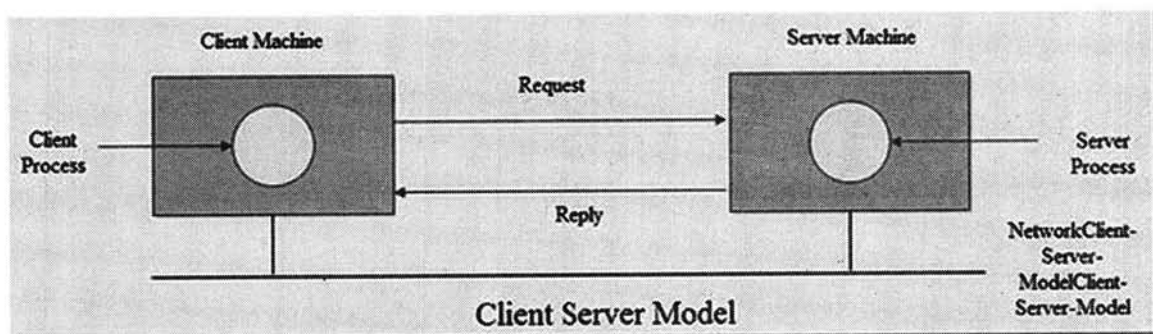 Client Machine
Server Machine
Request
Client
Process
Server
Process
Reply
NetworkClient-
Server-
ModelClient-
Server-Model
Client Server Model